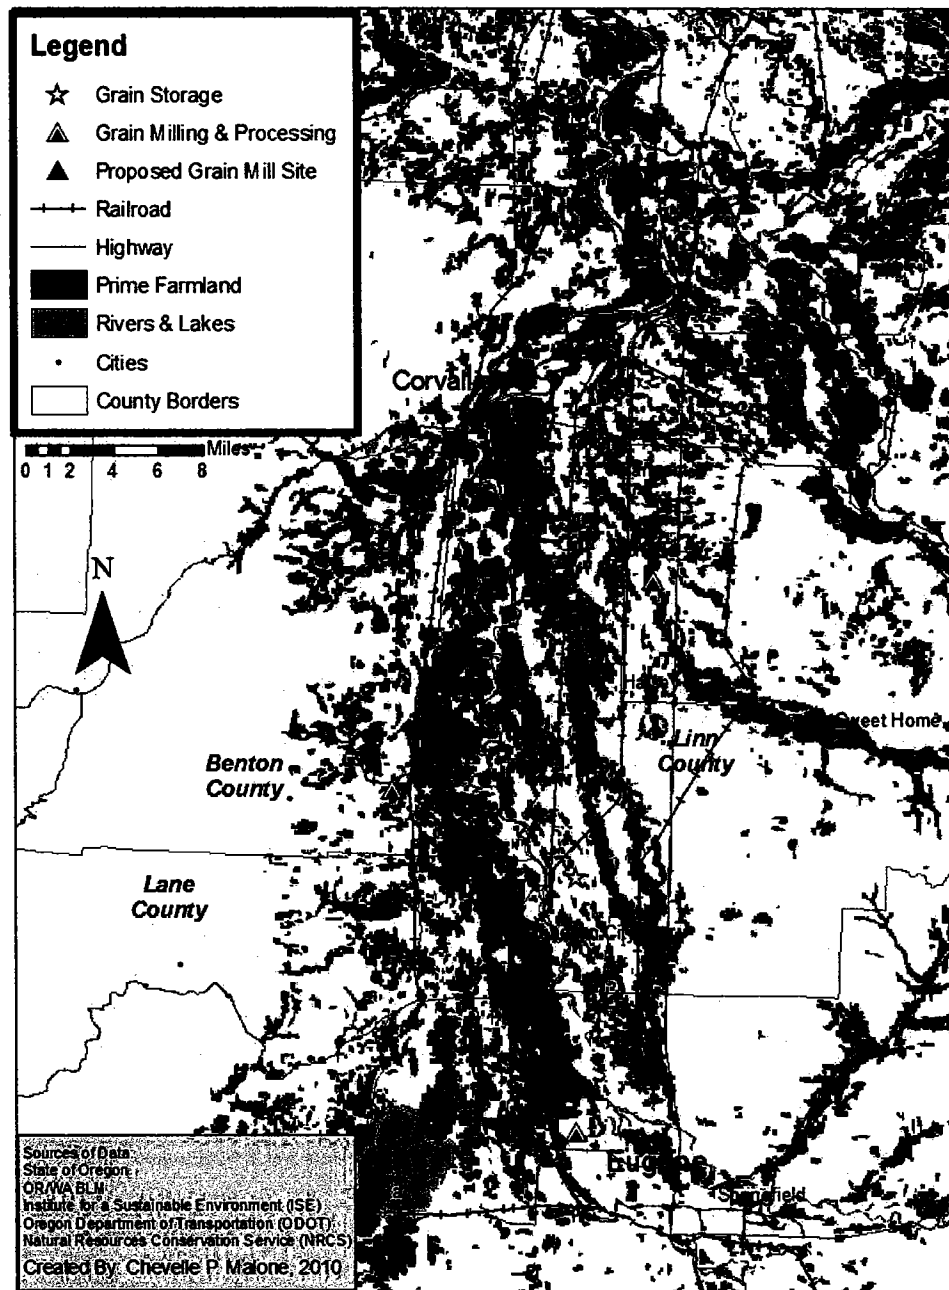 Legend
Grain Storage
Grain Milling & Processing
Proposed Grain Mill Site
Railroad
Highway
Prime Farmland
Rivers & Lakes
Cities
County Borders
Miles
0 1 2 4 6 8
N
Sweet Home
Linn
County
Benton
County
Lane
County
Springfield
Sources of Data
State of Oregon
OR/WA BLM
Institute for a Sustainable Environment (ISE)
Oregon Department of Transportation (ODOT)
Natural Resources Conservation Service (NRCS)
Created By: Chevelle P. Malone, 2010